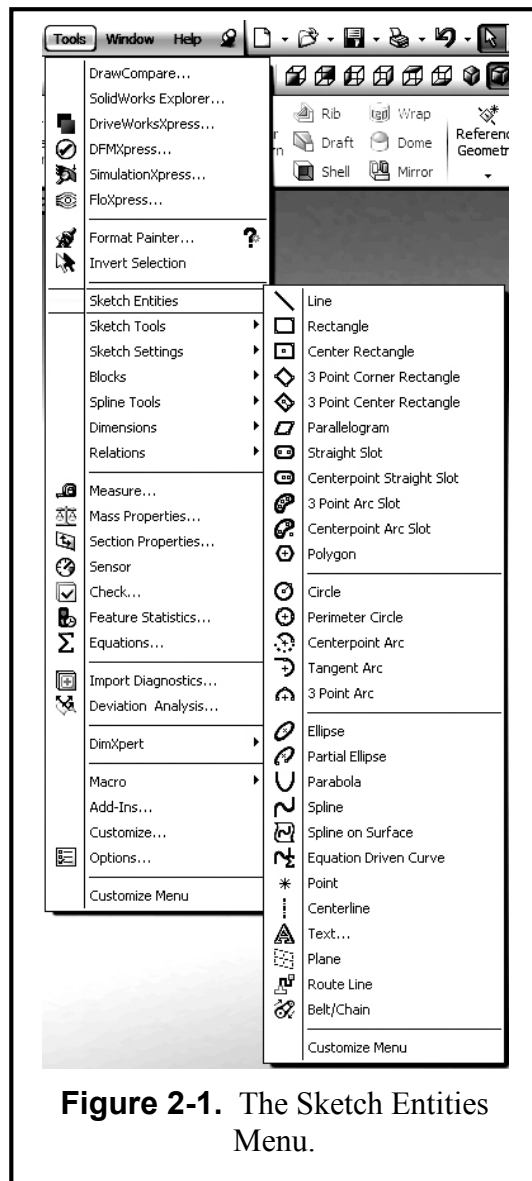 Tools Window Help
DrawCompare...
SolidWorks Explorer...
DriveWorksXpress...
DFMXpress...
SimulationXpress...
FloXpress...
Format Painter...
Invert Selection
Sketch Entities
Sketch Tools
Sketch Settings
Blocks
Spline Tools
Dimensions
Relations
Measure...
Mass Properties...
Section Properties...
Sensor
Check...
Feature Statistics...
Equations...
Import Diagnostics...
Deviation Analysis...
DimXpert
Macro
Add-Ins...
Customize...
Options...
Customize Menu
Rib Wrap
Draft Dome
Shell Mirror
Line
Rectangle
Center Rectangle
3 Point Corner Rectangle
3 Point Center Rectangle
Parallelogram
Straight Slot
Centerpoint Straight Slot
3 Point Arc Slot
Centerpoint Arc Slot
Polygon
Circle
Perimeter Circle
Centerpoint Arc
Tangent Arc
3 Point Arc
Ellipse
Partial Ellipse
Parabola
Spline
Spline on Surface
Equation Driven Curve
Point
Centerline
Text...
Plane
Route Line
Belt/Chain
Customize Menu
Figure 2-1. The Sketch Entities
Menu.